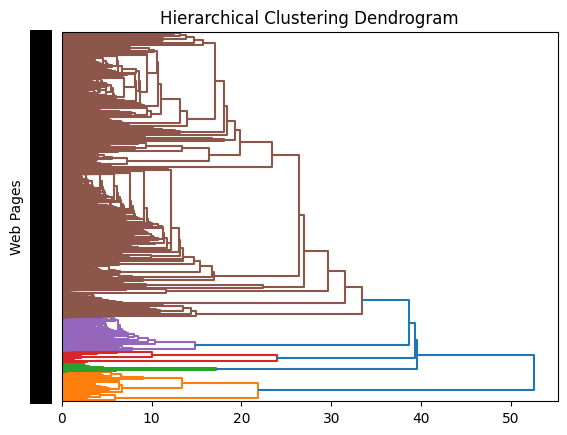 Hierarchical Clustering Dendrogram
Web Pages
0 10 20 30 40 50